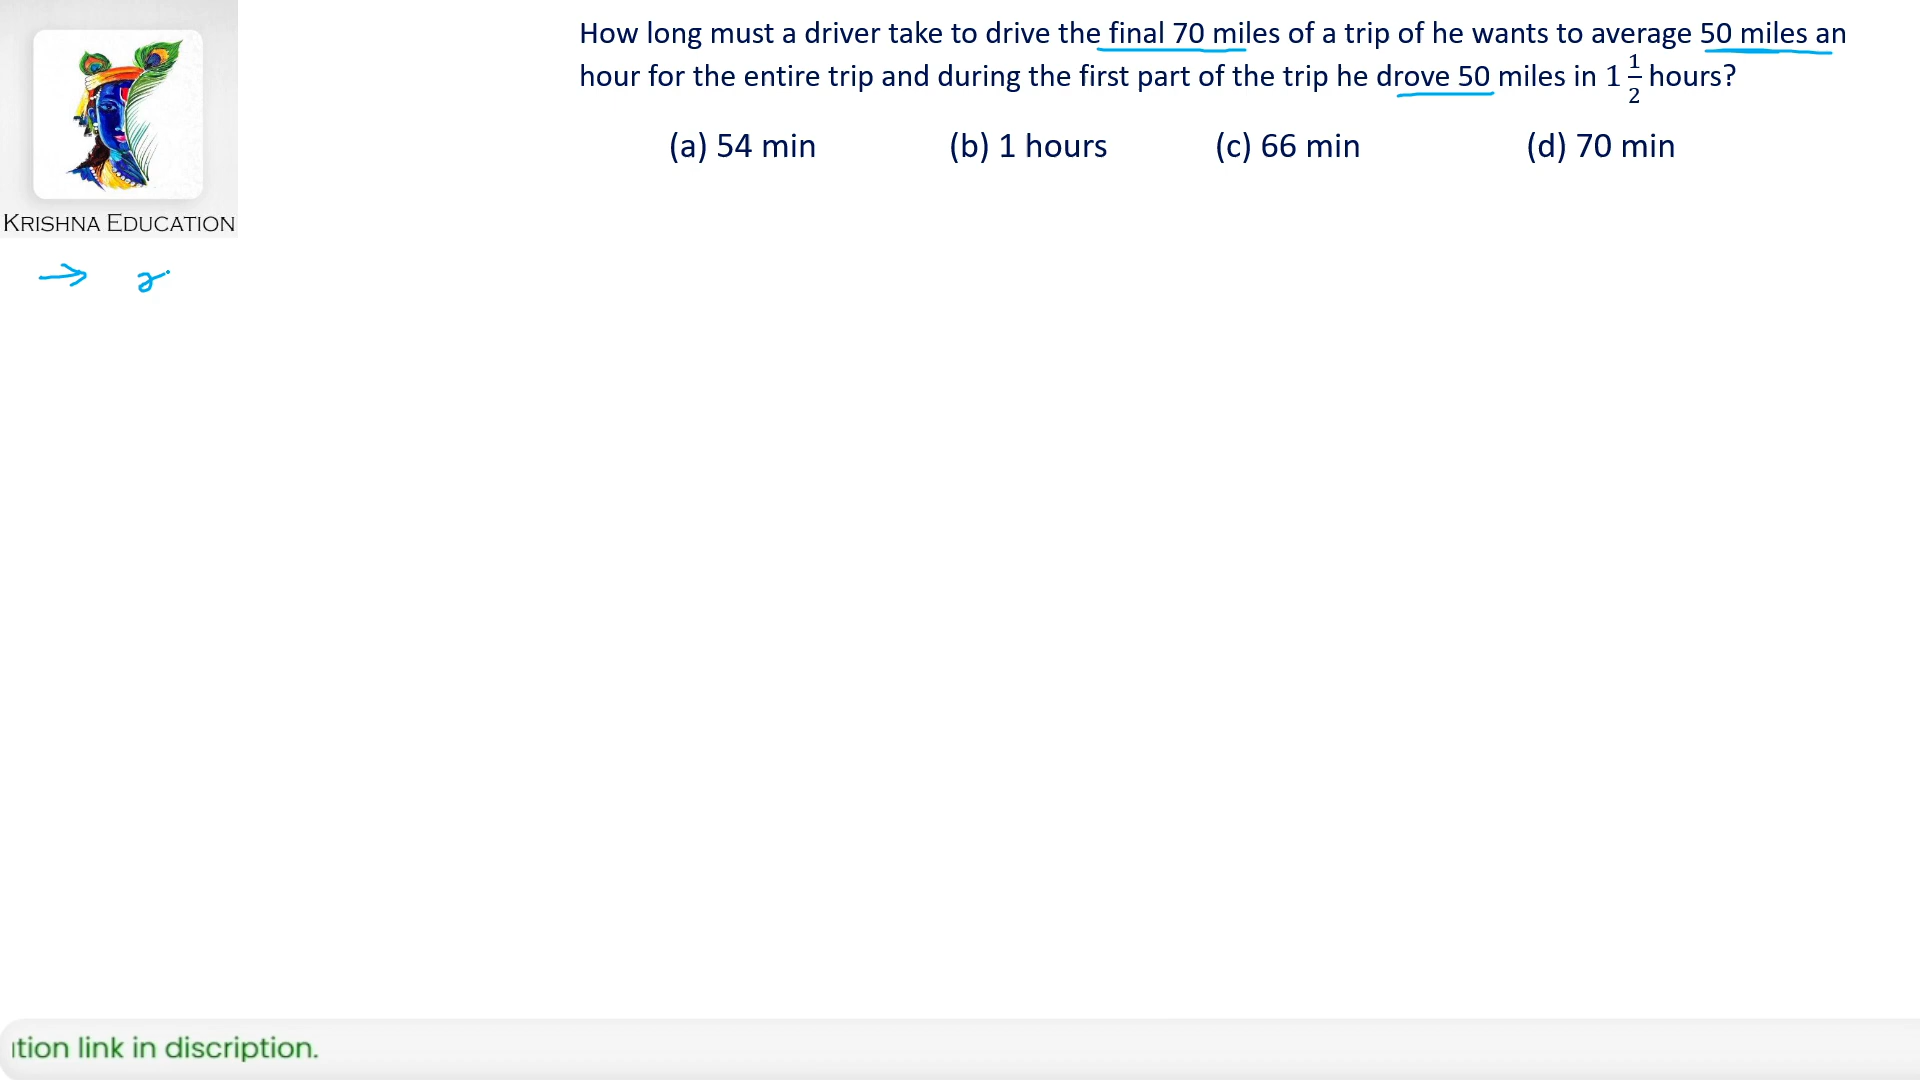 How long must a driver take to drive the final 70 miles of a trip of he wants to average 50 miles an
hour for the entire trip and during the first part of the trip he drove 50 miles in 1 1/2 hours?
(a) 54 min (b) 1 hours (c) 66 min (d) 70 min
KRISHNA EDUCATION
tion link in discription.